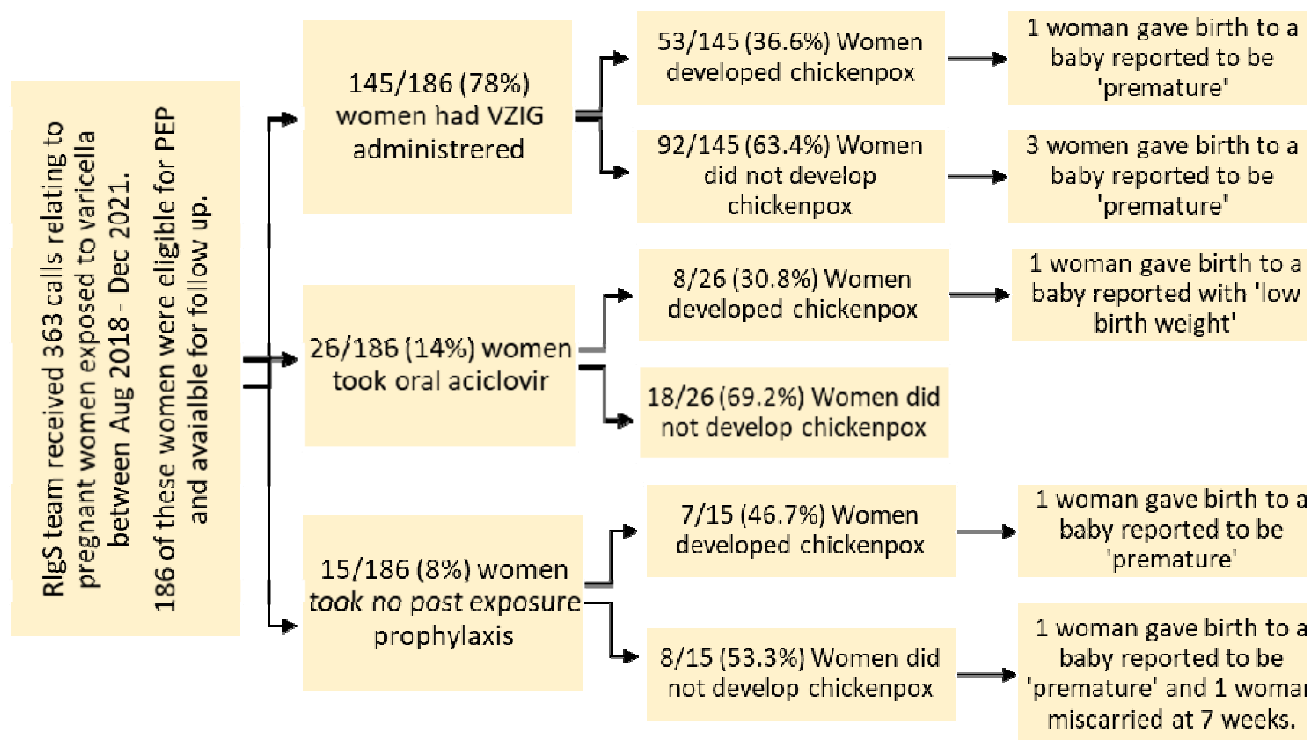 RIgS team received 363 calls relating to
pregnant women exposed to varicella
between Aug 2018 - Dec 2021.
186 of these women were eligible for PEP
and avaialble for follow up.
145/186 (78%)
women had VZIG
administrered
53/145 (36.6%) Women
developed chickenpox
1 woman gave birth to a
baby reported to be
'premature'
92/145 (63.4%) Women
did not develop
chickenpox
3 women gave birth to a
baby reported to be
'premature'
26/186 (14%) women
took oral aciclovir
8/26 (30.8%) Women
developed chickenpox
1 woman gave birth to a
baby reported with 'low
birth weight'
18/26 (69.2%) Women did
not develop chickenpox
15/186 (8%) women
took no post exposure
prophylaxis
7/15 (46.7%) Women
developed chickenpox
1 woman gave birth to a
baby reported to be
'premature'
8/15 (53.3%) Women did
not develop chickenpox
1 woman gave birth to a
baby reported to be
'premature' and 1 woman
miscarried at 7 weeks.